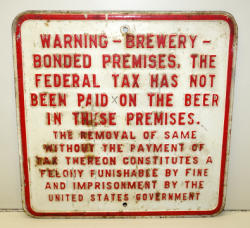 WARNING - BREWERY -
BONDED PREMISES, THE
FEDERAL TAX HAS NOT
BEEN PAID ON THE BEER
IN THESE PREMISES.
THE REMOVAL OF SAME
WITHOUT THE PAYMENT OF
TAX THEREON CONSTITUTES A
FELONY PUNISHABLE BY FINE
AND IMPRISONMENT BY THE
UNITED STATES GOVERNMENT